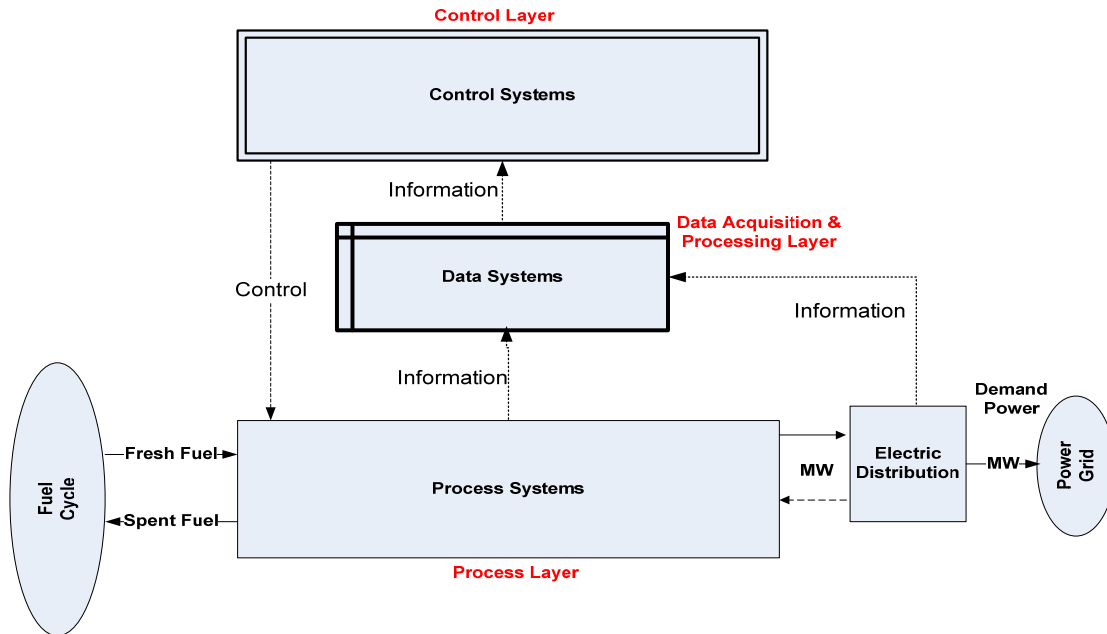 Control Layer
Control Systems
Information
Data Acquisition &
Processing Layer
Data Systems
Control
Information
Information
Demand
Power
Fuel
Cycle
Fresh Fuel
Spent Fuel
Process Systems
MW
Electric
Distribution
MW
Power
Grid
Process Layer